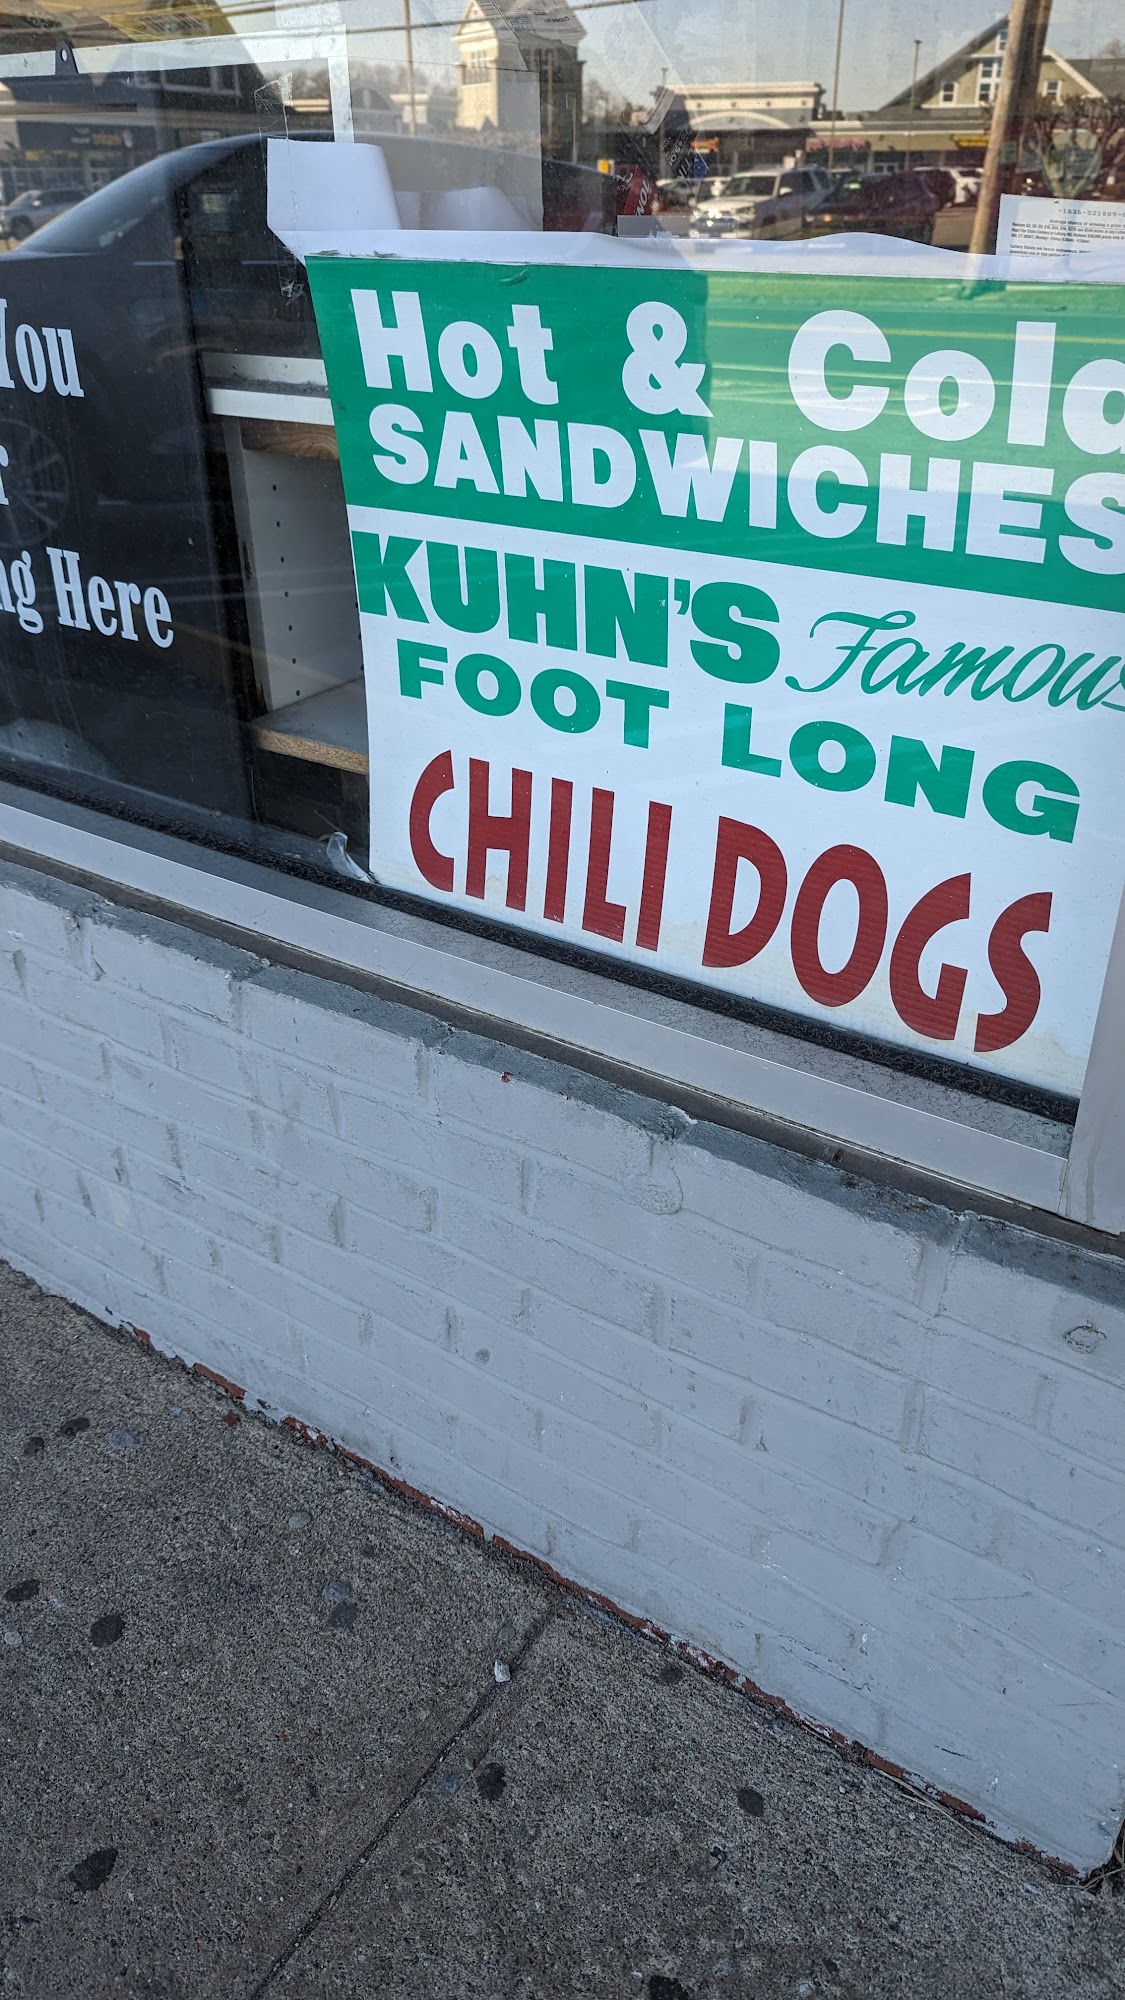 You
ng Here
Hot & Cold
SANDWICHES
KUHN'S Famous
FOOT LONG
CHILI DOGS